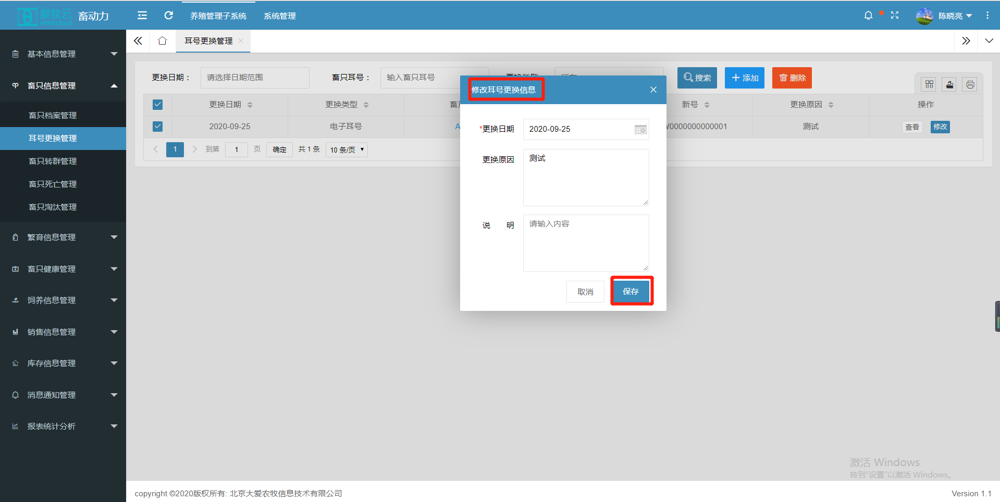 爱牧云
amorcloud
畜动力
养殖管理子系统
系统管理
陈晓亮
基本信息管理
畜只信息管理
畜只档案管理
耳号更换管理
畜只转群管理
畜只死亡管理
畜只淘汰管理
繁育信息管理
畜只健康管理
饲养信息管理
销售信息管理
库存信息管理
消息通知管理
报表统计分析
耳号更换管理
更换日期：
请选择日期范围
畜只耳号：
输入畜只耳号
搜索
添加
删除
更换日期
更换类型
新号
更换原因
操作
2020-09-25
电子耳号
0000000000001
测试
查看
修改
1
到第
1
页
确定
共 1 条
10 条/页
修改耳号更换信息
*更换日期
2020-09-25
更换原因
测试
说 明
请输入内容
取消
保存
激活 Windows
转到"设置"以激活 Windows。
copyright ©2020版权所有: 北京大爱农牧信息技术有限公司
Version 1.1